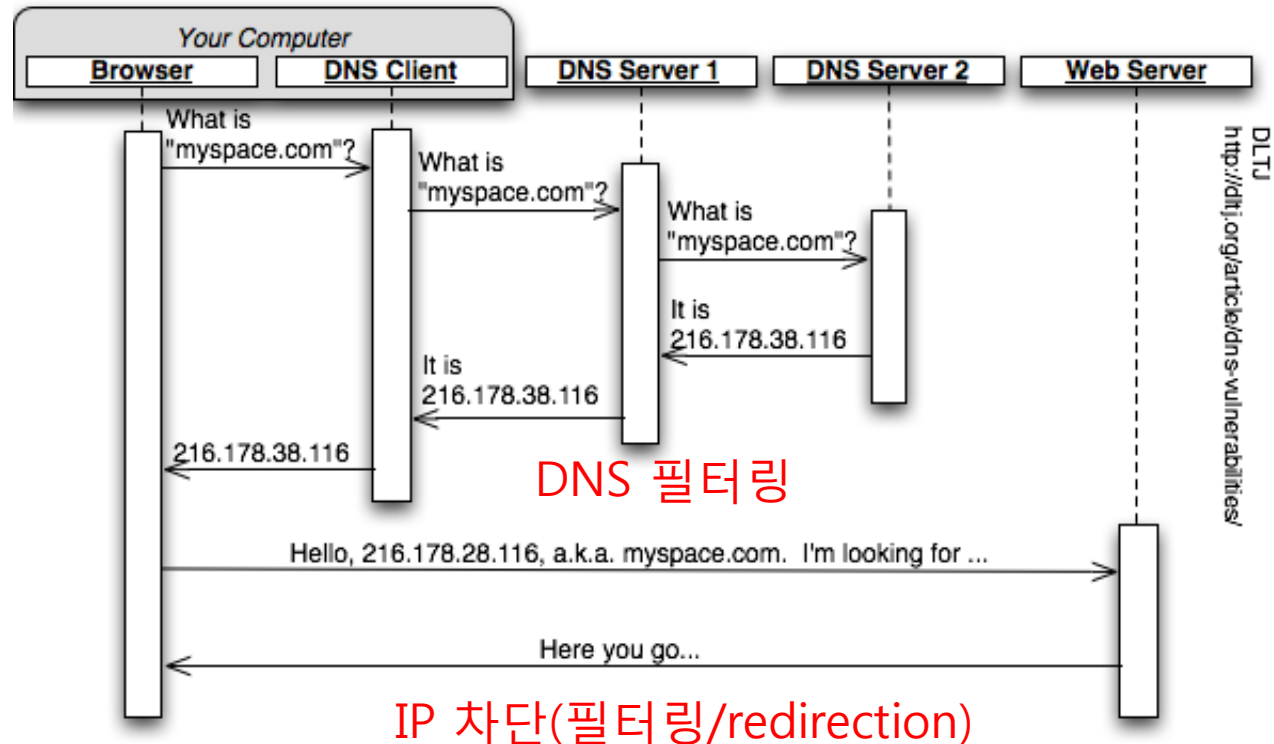 Your Computer
Browser
DNS Client
DNS Server 1
DNS Server 2
Web Server
What is
"myspace.com"?
What is
"myspace.com"?
What is
"myspace.com"?
It is
216.178.38.116
It is
216.178.38.116
216.178.38.116
DNS 필터링
Hello, 216.178.28.116, a.k.a. myspace.com. I'm looking for ...
Here you go...
IP 차단(필터링/redirection)
DLTJ
http://dltj.org/article/dns-vulnerabilities/